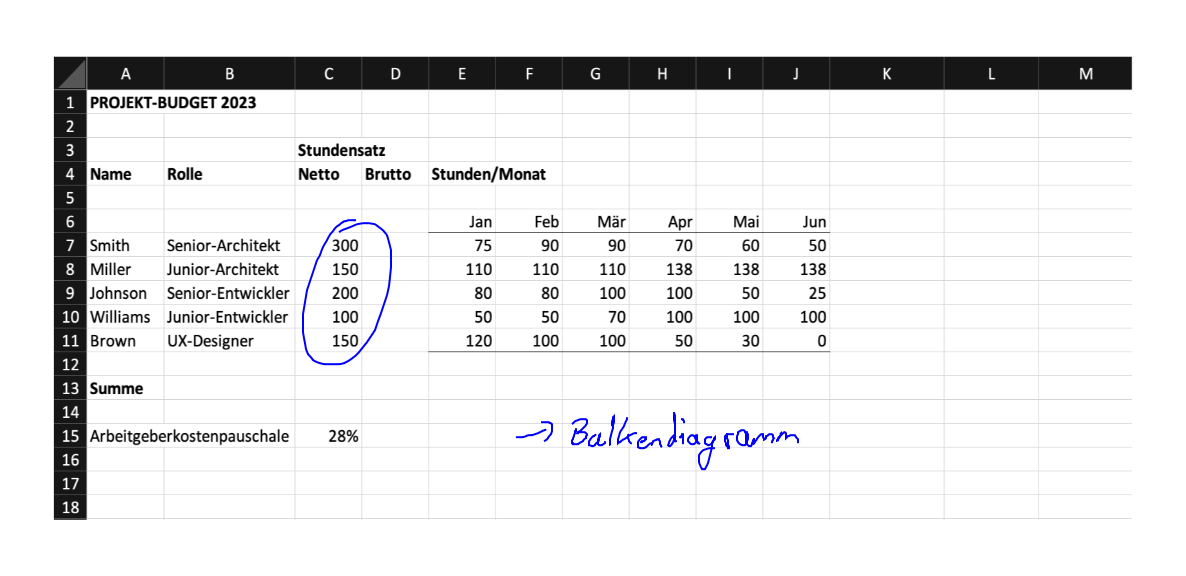 A B C D E F G H I J K L M
1 PROJEKT-BUDGET 2023
2
3 Stundensatz
4 Name Rolle Netto Brutto Stunden/Monat
5
6 Jan Feb Mär Apr Mai Jun
7 Smith Senior-Architekt 300 75 90 90 70 60 50
8 Miller Junior-Architekt 150 110 110 110 138 138 138
9 Johnson Senior-Entwickler 200 80 80 100 100 50 25
10 Williams Junior-Entwickler 100 50 50 70 100 100 100
11 Brown UX-Designer 150 120 100 100 50 30 0
12
13 Summe
14
15 Arbeitgeberkostenpauschale 28% → Balkendiagramm
16
17
18